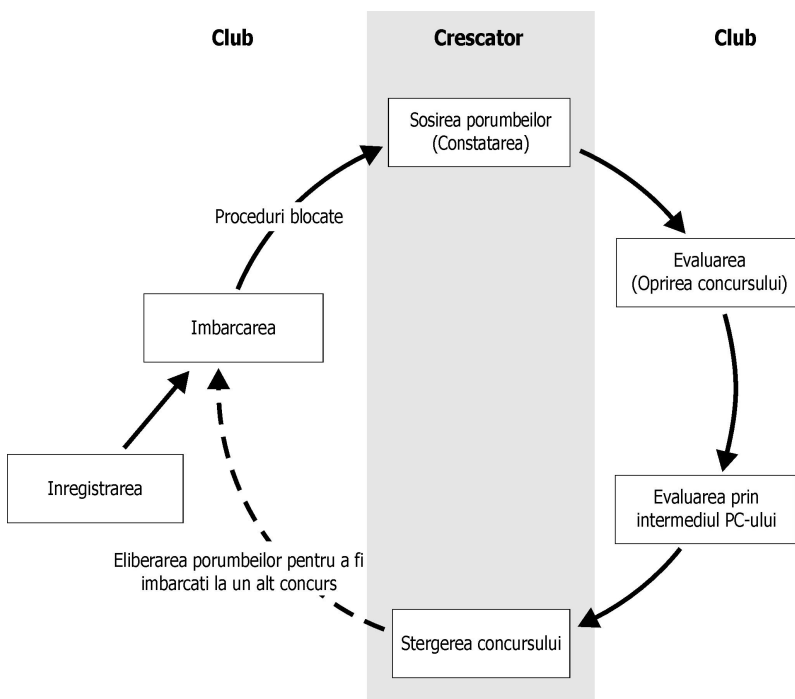 Club
Crescator
Club
Sosirea porumbeilor
(Constatarea)
Proceduri blocate
Evaluarea
(Oprirea concursului)
Imbarcarea
Inregistrarea
Evaluarea prin
intermediul PC-ului
Eliberarea porumbeilor pentru a fi
imbarcati la un alt concurs
Stergerea concursului